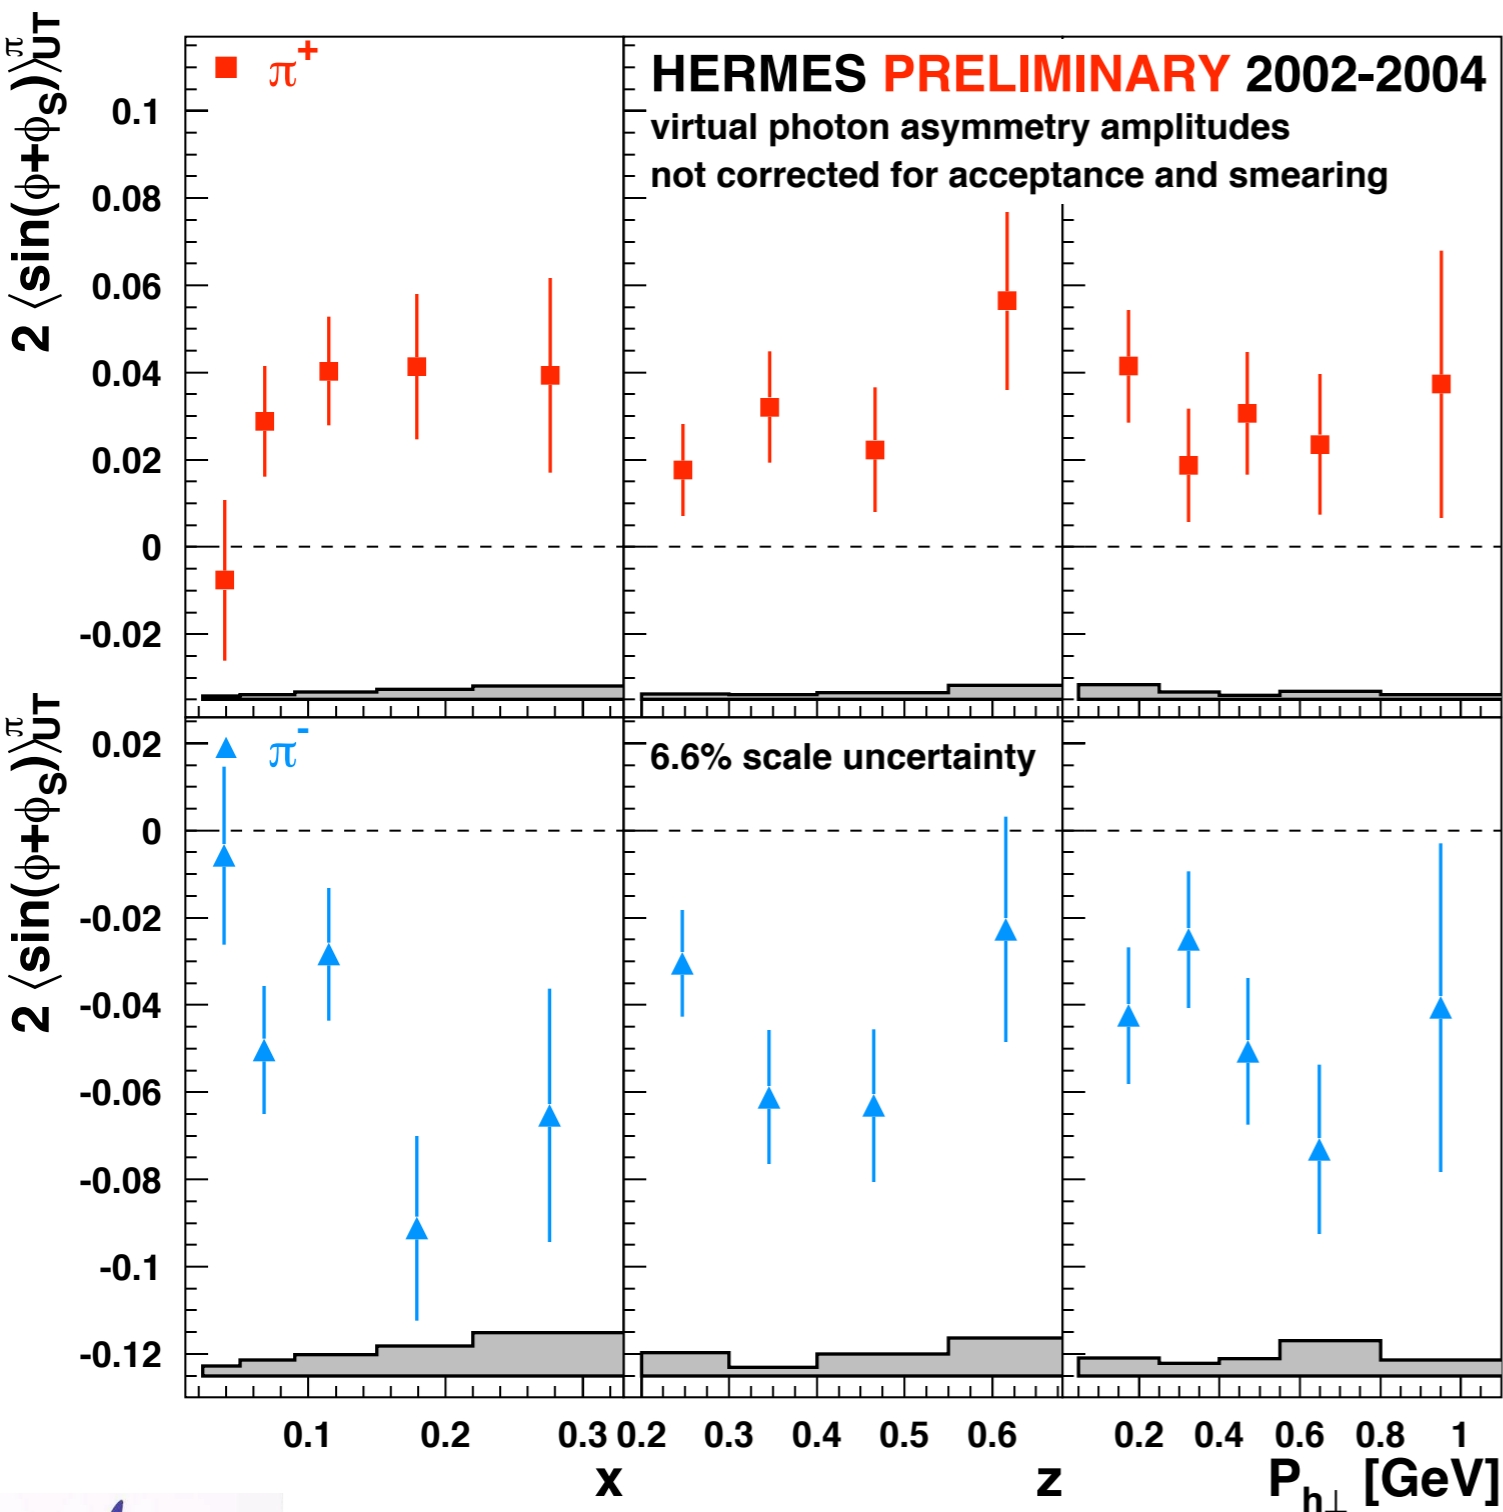 2 ⟨sin(ϕ+ϕS)⟩πUT
π+
HERMES PRELIMINARY 2002-2004
virtual photon asymmetry amplitudes
not corrected for acceptance and smearing
0.1
0.08
0.06
0.04
0.02
0
-0.02
2 ⟨sin(ϕ+ϕS)⟩πUT
π-
6.6% scale uncertainty
0.02
0
-0.02
-0.04
-0.06
-0.08
-0.1
-0.12
0.1 0.2 0.3 0.2 0.3 0.4 0.5 0.6 0.2 0.4 0.6 0.8 1
x z Ph⊥ [GeV]